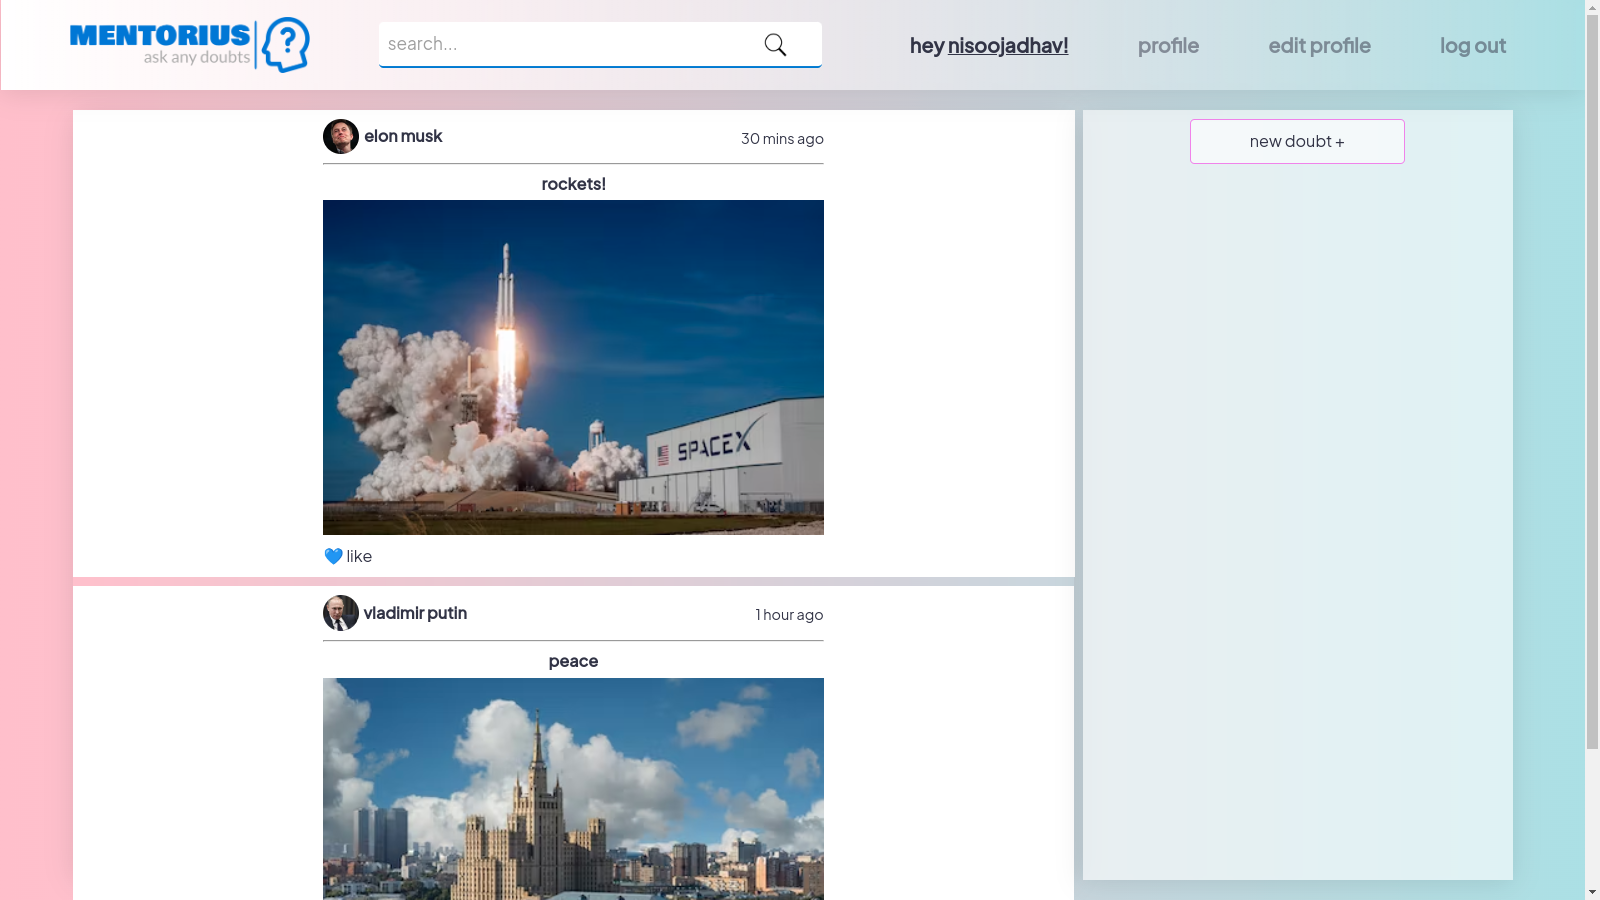 MENTORIUS
ask any doubts
search...
hey nisoojadhav!
profile
edit profile
log out
elon musk
30 mins ago
rockets!
SPACEX
💙 like
vladimir putin
1 hour ago
peace
new doubt +